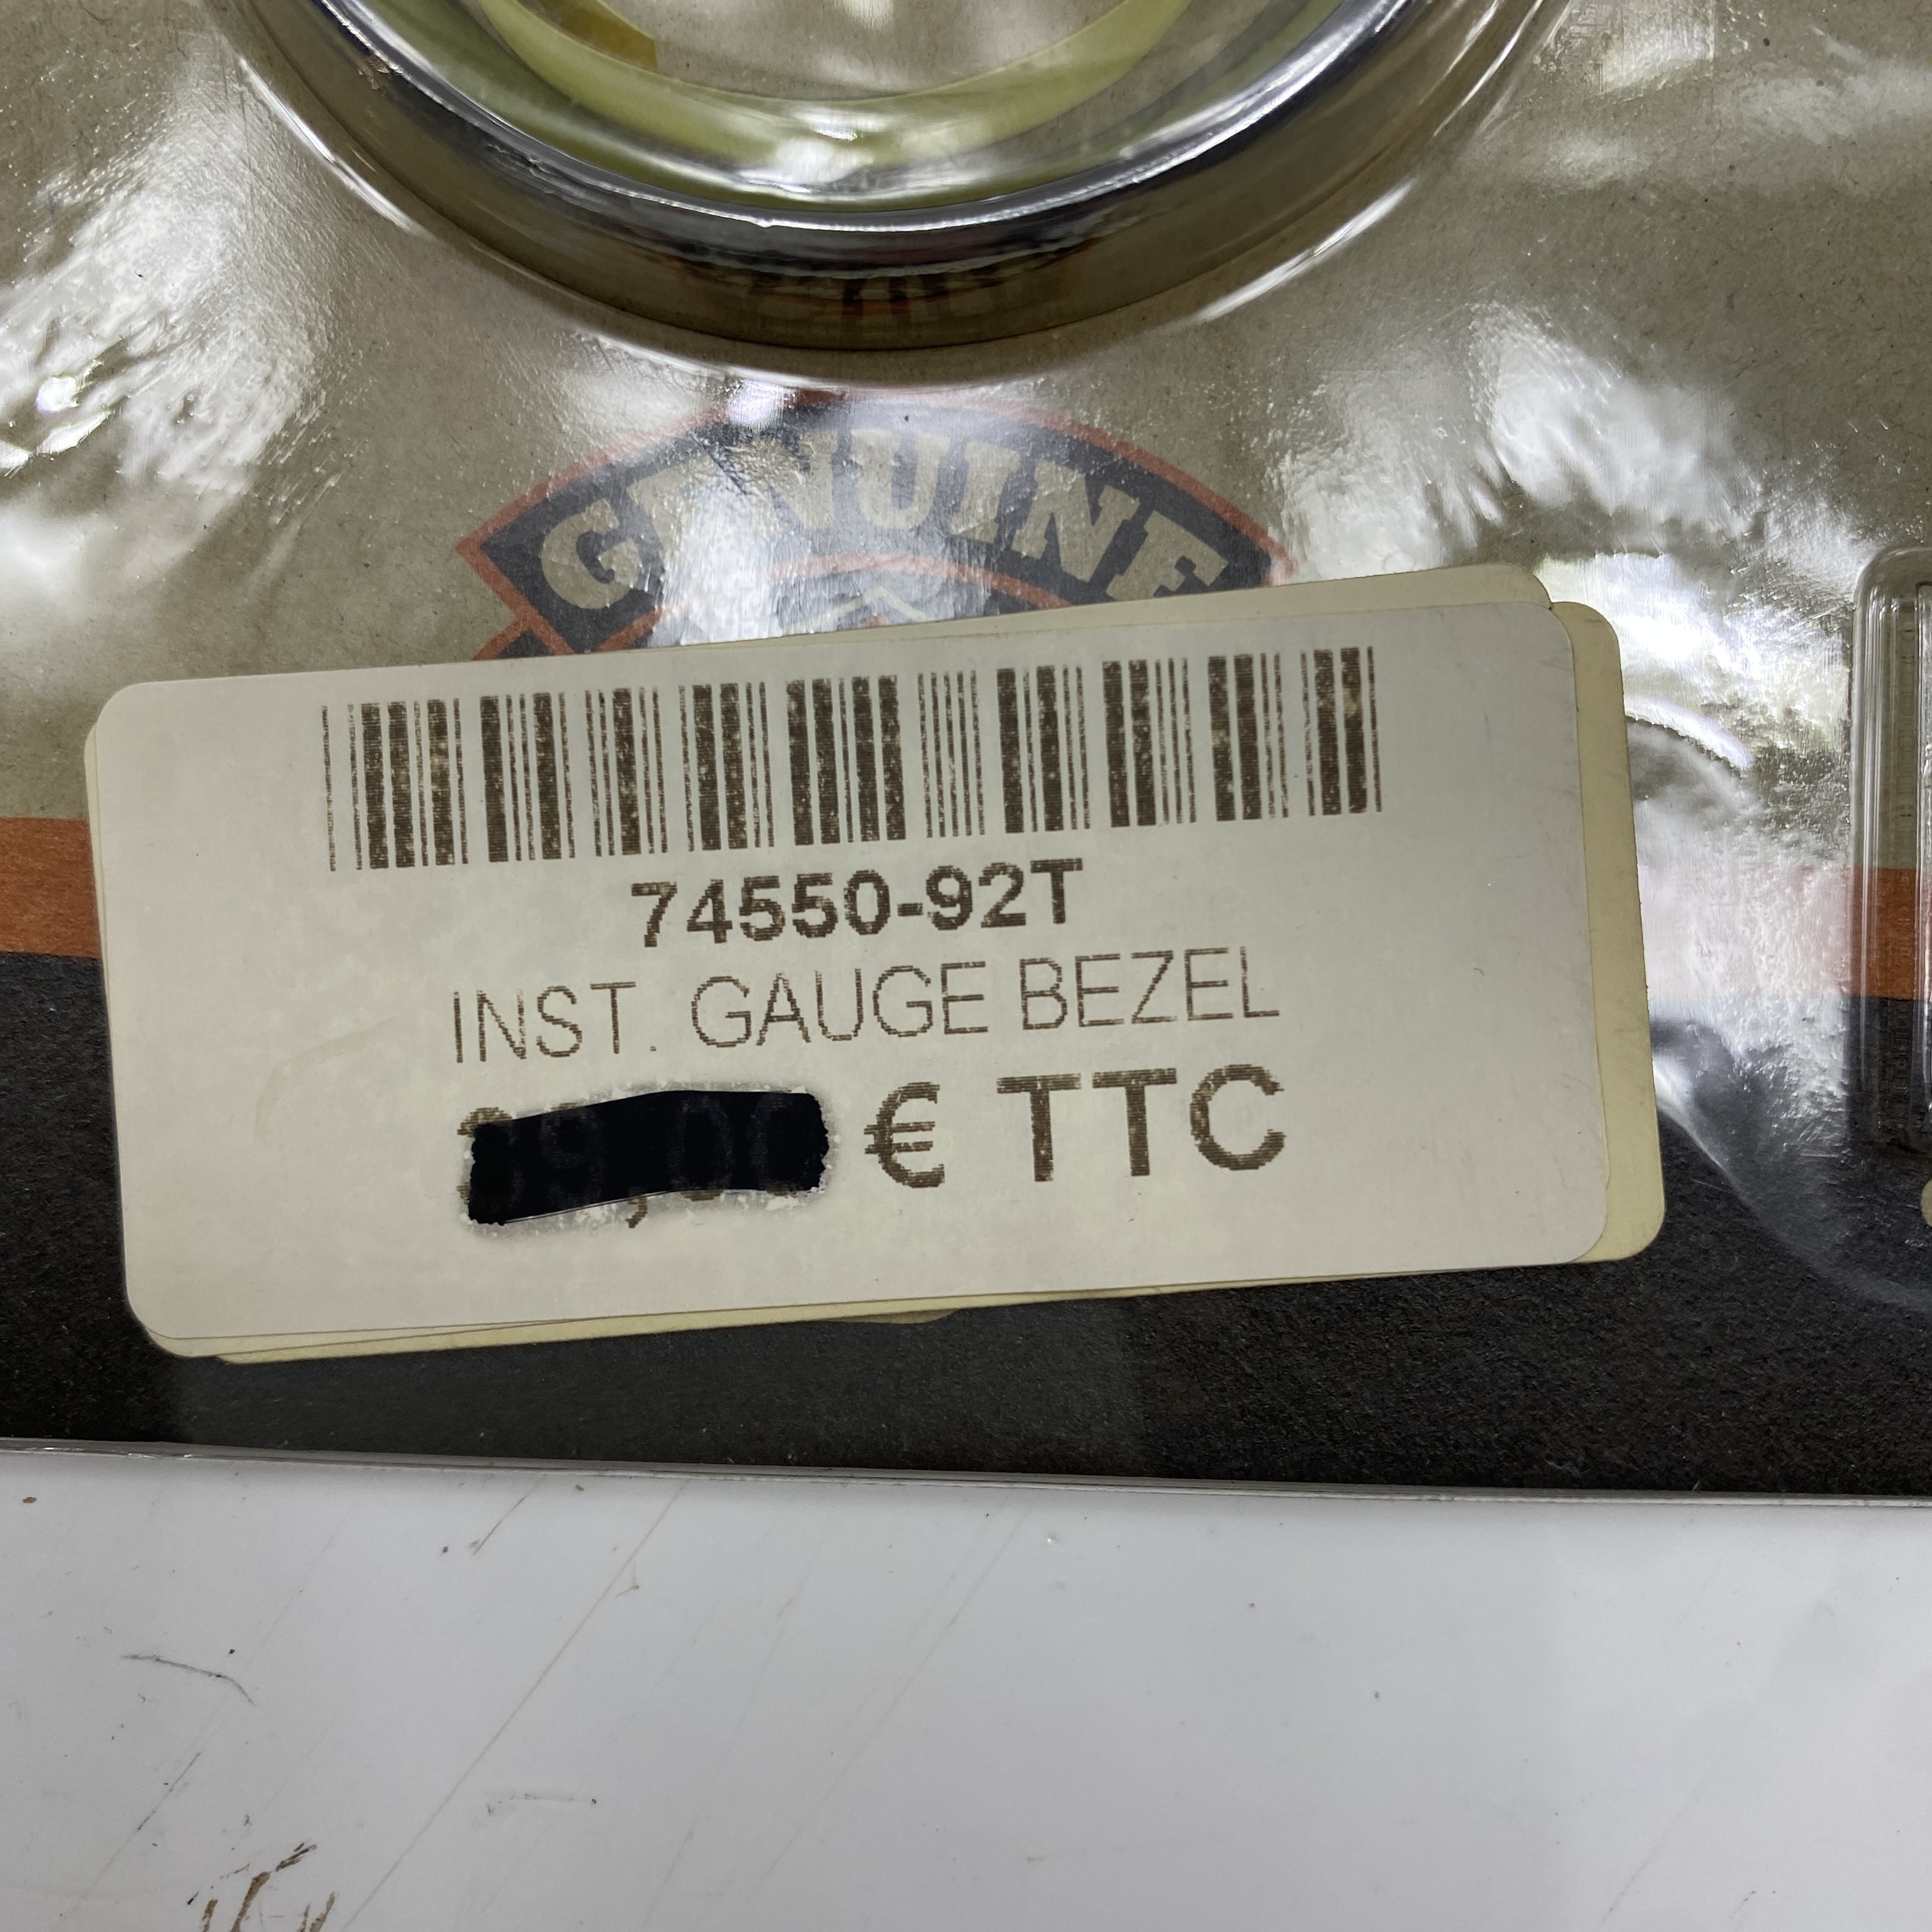 GENUINE
74550-92T
INST. GAUGE BEZEL
€ TTC